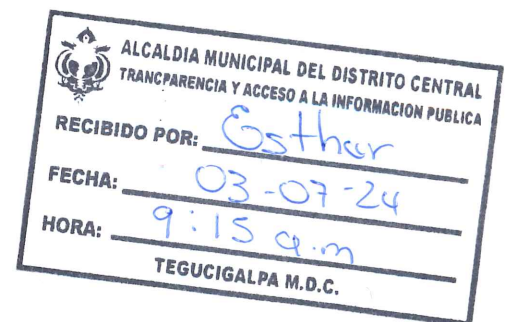 ALCALDIA MUNICIPAL DEL DISTRITO CENTRAL
TRANCPARENCIA Y ACCESO A LA INFORMACION PUBLICA
RECIBIDO POR: Esther
FECHA: 03-07-24
HORA: 9:15 a.m
TEGUCIGALPA M.D.C.